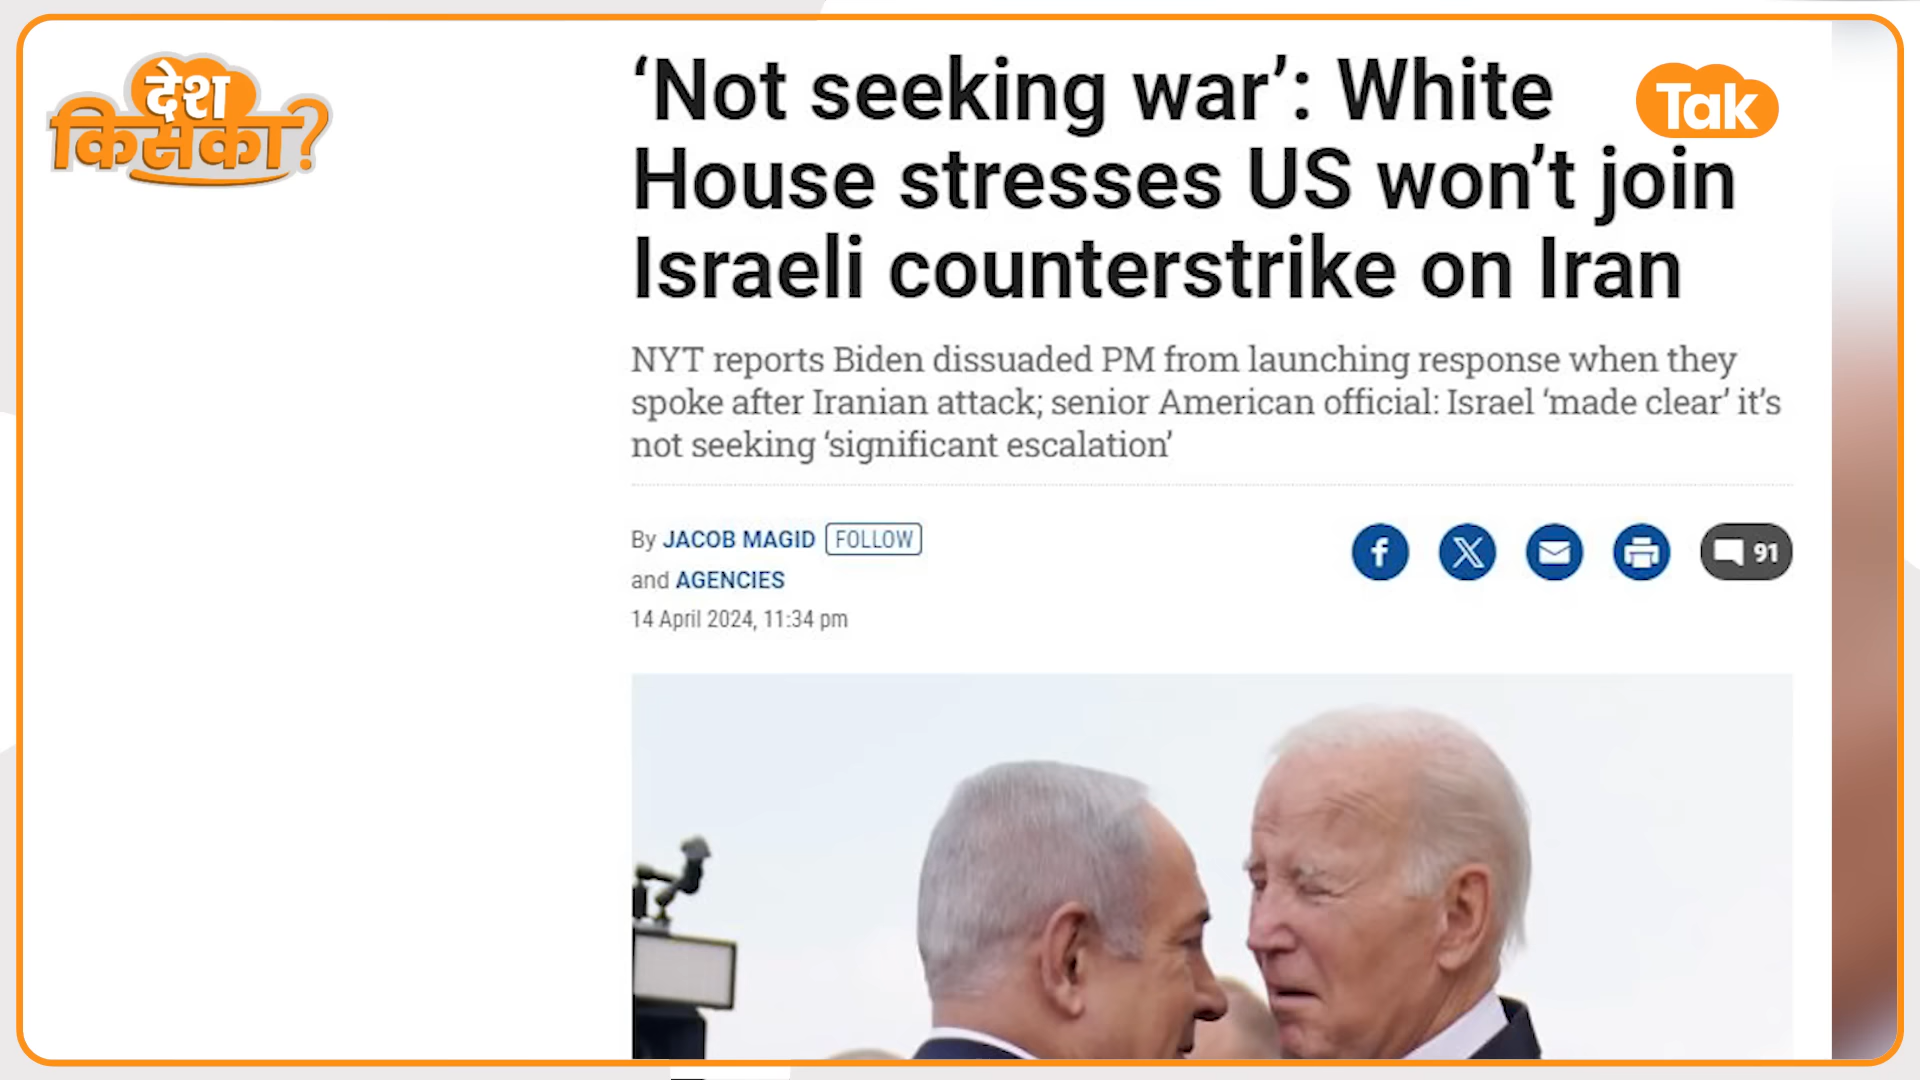 देश
किसका?
Tak
‘Not seeking war’: White
House stresses US won’t join
Israeli counterstrike on Iran
NYT reports Biden dissuaded PM from launching response when they
spoke after Iranian attack; senior American official: Israel ‘made clear’ it’s
not seeking ‘significant escalation’
By JACOB MAGID FOLLOW
and AGENCIES
14 April 2024, 11:34 pm
91